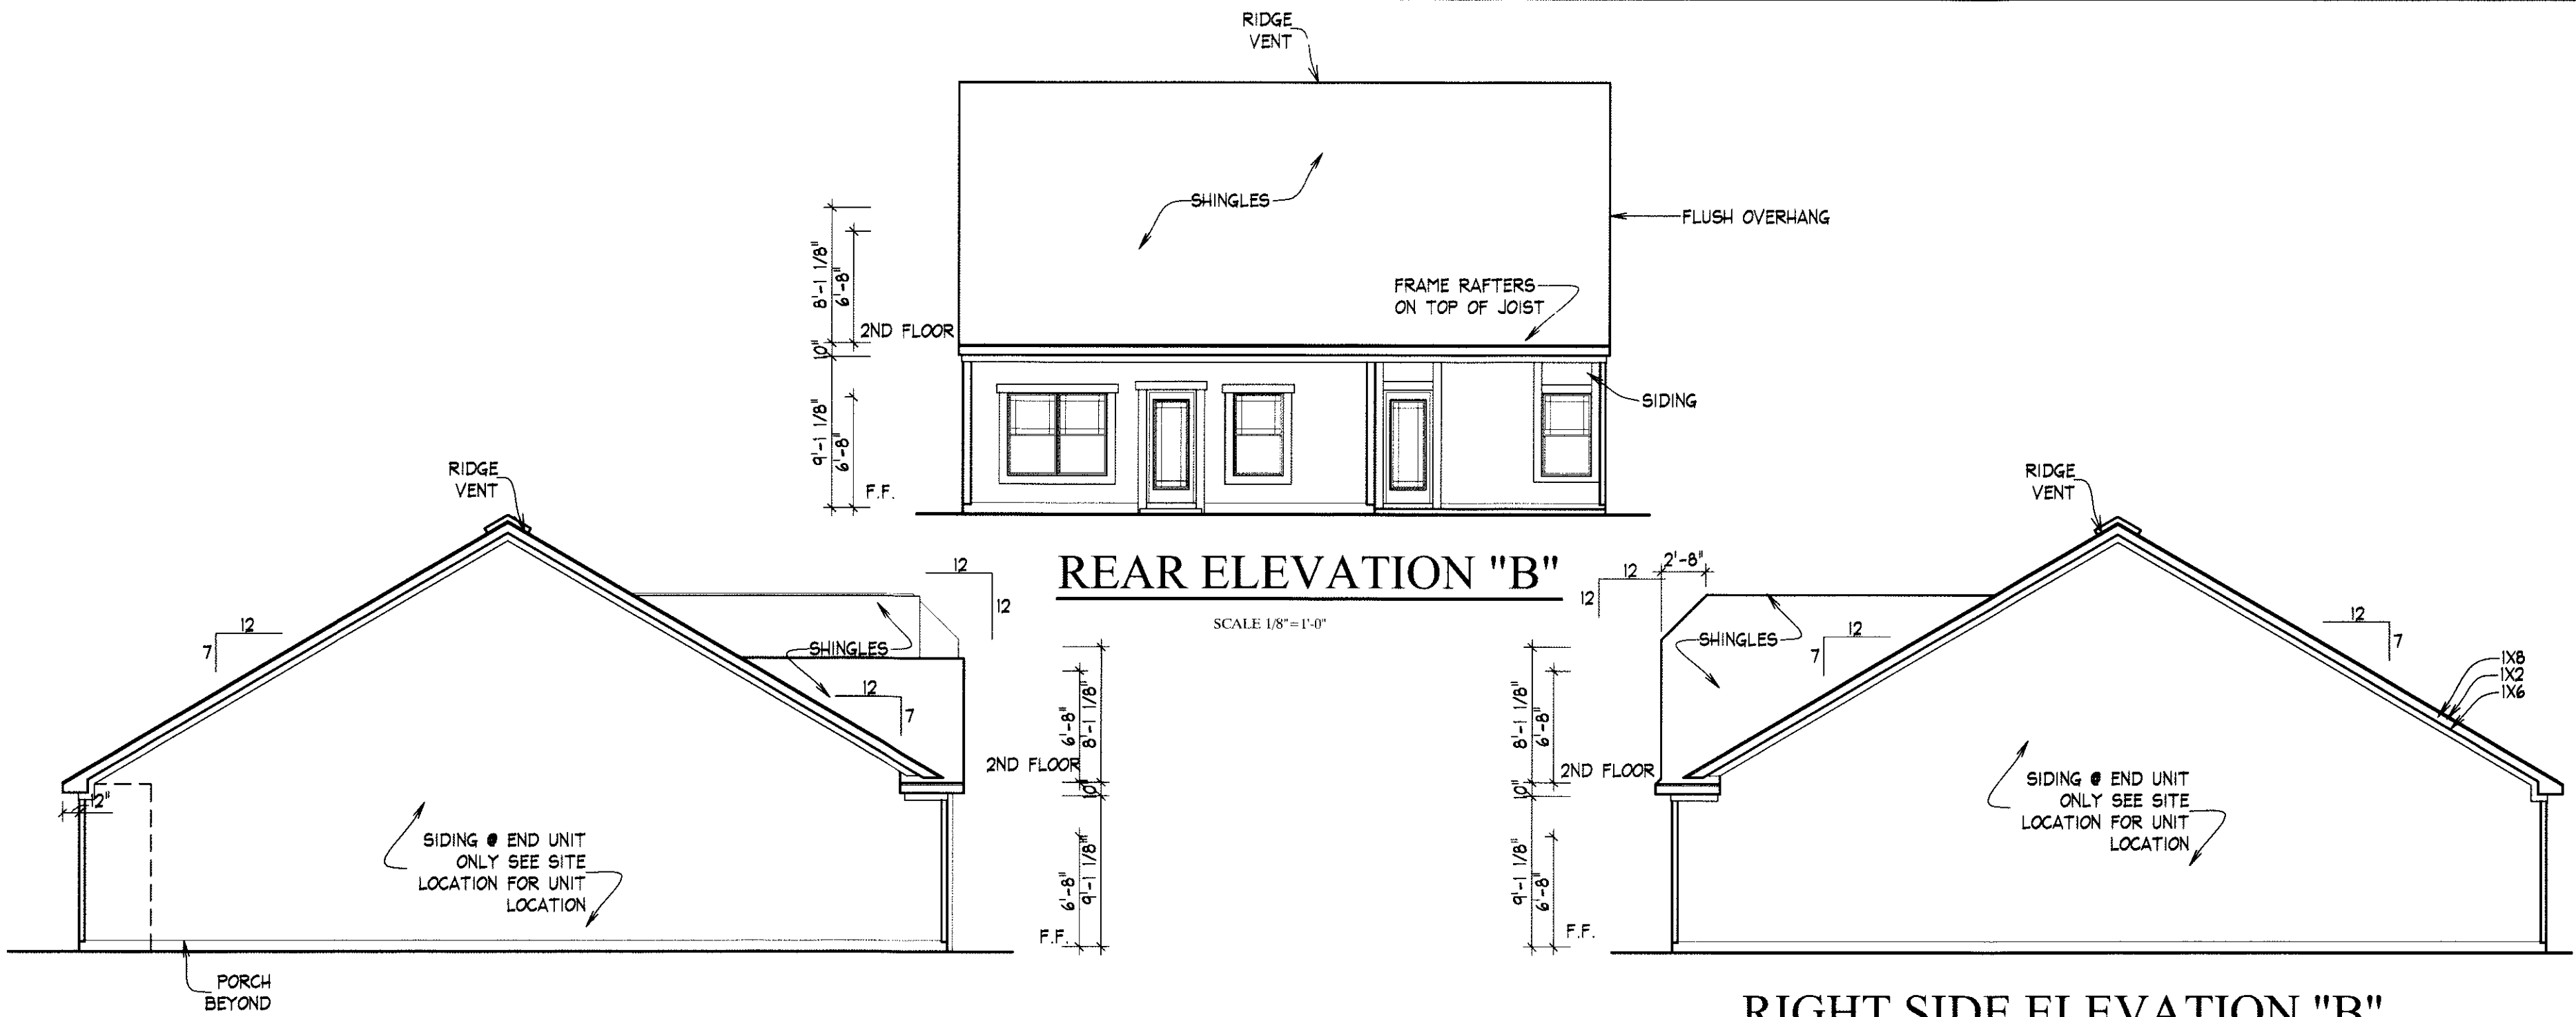 RIDGE
VENT
SHINGLES
FLUSH OVERHANG
FRAME RAFTERS
ON TOP OF JOIST
8'-1 1/8"
6'-8"
2ND FLOOR
10"
9'-1 1/8"
6'-8"
F.F.
SIDING
REAR ELEVATION "B"
SCALE 1/8"=1'-0"
RIDGE
VENT
12
7
12
12
SHINGLES
12
7
12"
SIDING @ END UNIT
ONLY SEE SITE
LOCATION FOR UNIT
LOCATION
PORCH
BEYOND
6'-8"
8'-1 1/8"
2ND FLOOR
10"
6'-8"
9'-1 1/8"
F.F.
RIDGE
VENT
2'-8"
12
12
SHINGLES
12
7
12
7
1X8
1X2
1X6
8'-1 1/8"
6'-8"
2ND FLOOR
10"
9'-1 1/8"
6'-8"
F.F.
SIDING @ END UNIT
ONLY SEE SITE
LOCATION FOR UNIT
LOCATION
RIGHT SIDE ELEVATION "B"